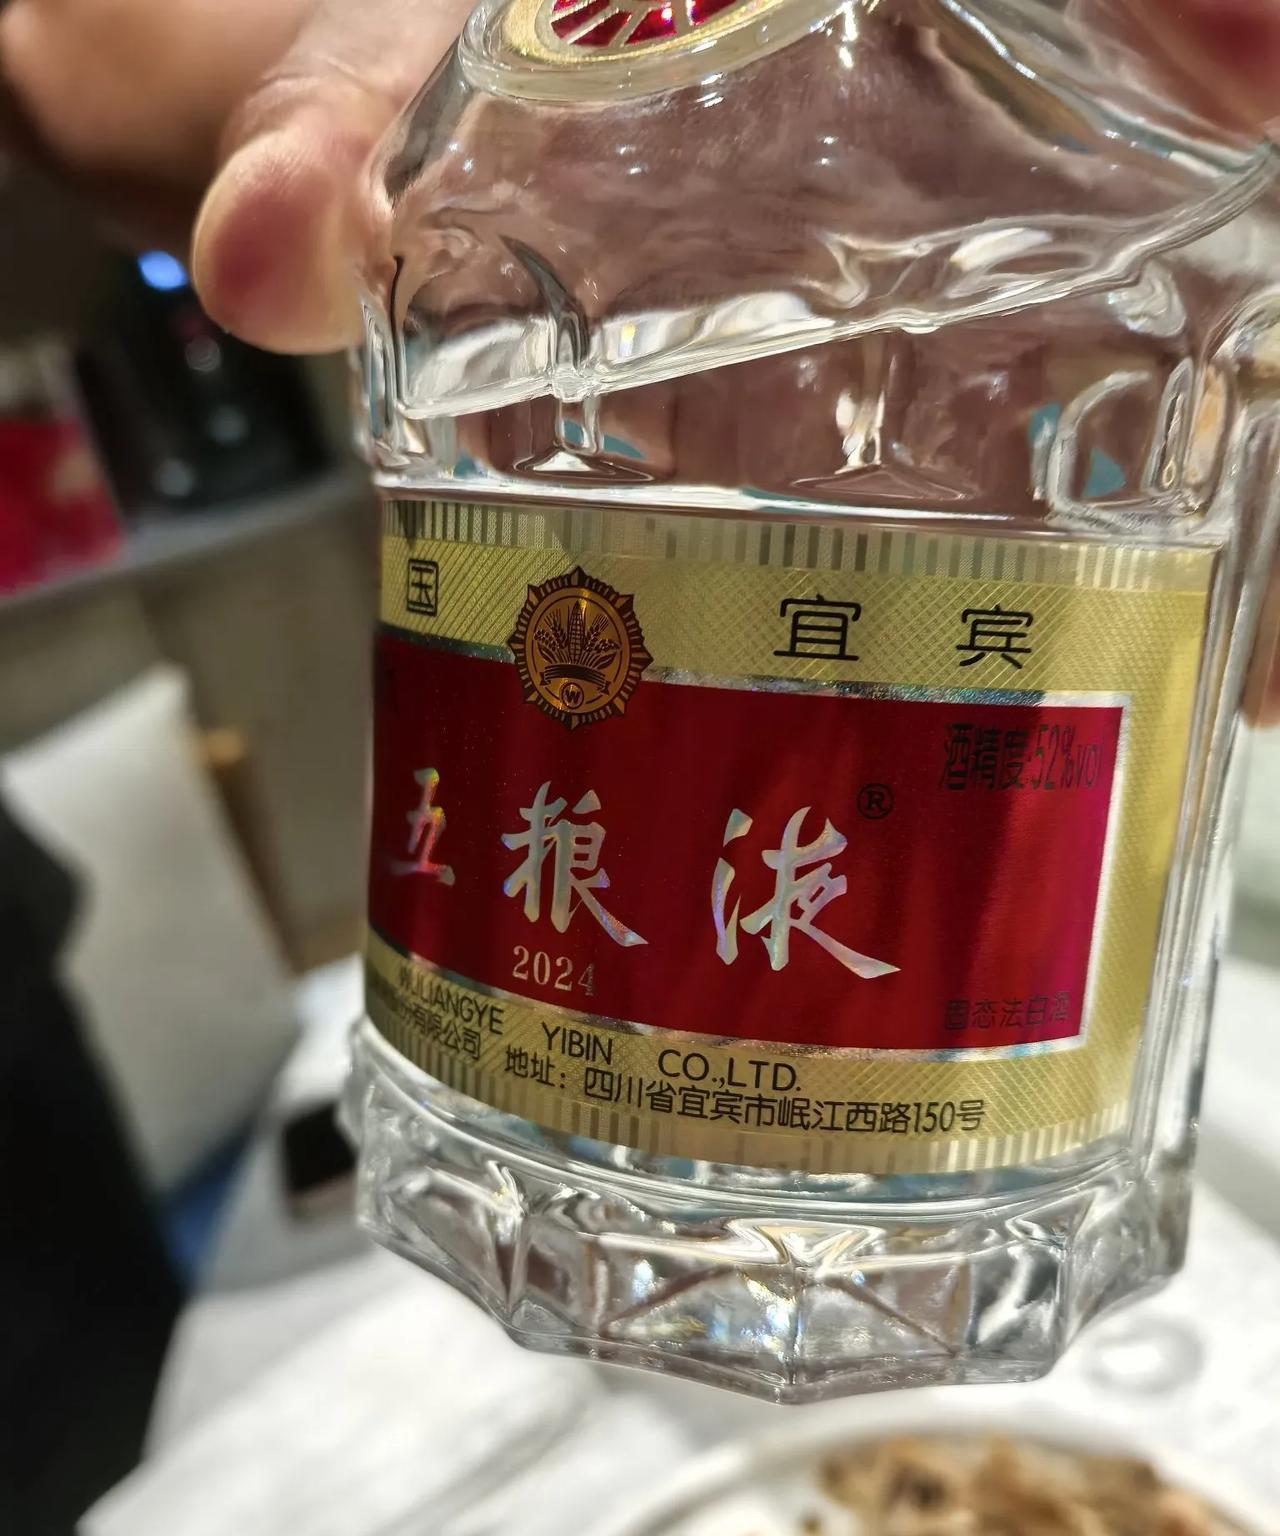 国
宜宾
酒精度:52%vol
五粮液®
2024
固态法白酒
WULIANGYE YIBIN CO.,LTD.
份有限公司 地址：四川省宜宾市岷江西路150号
W